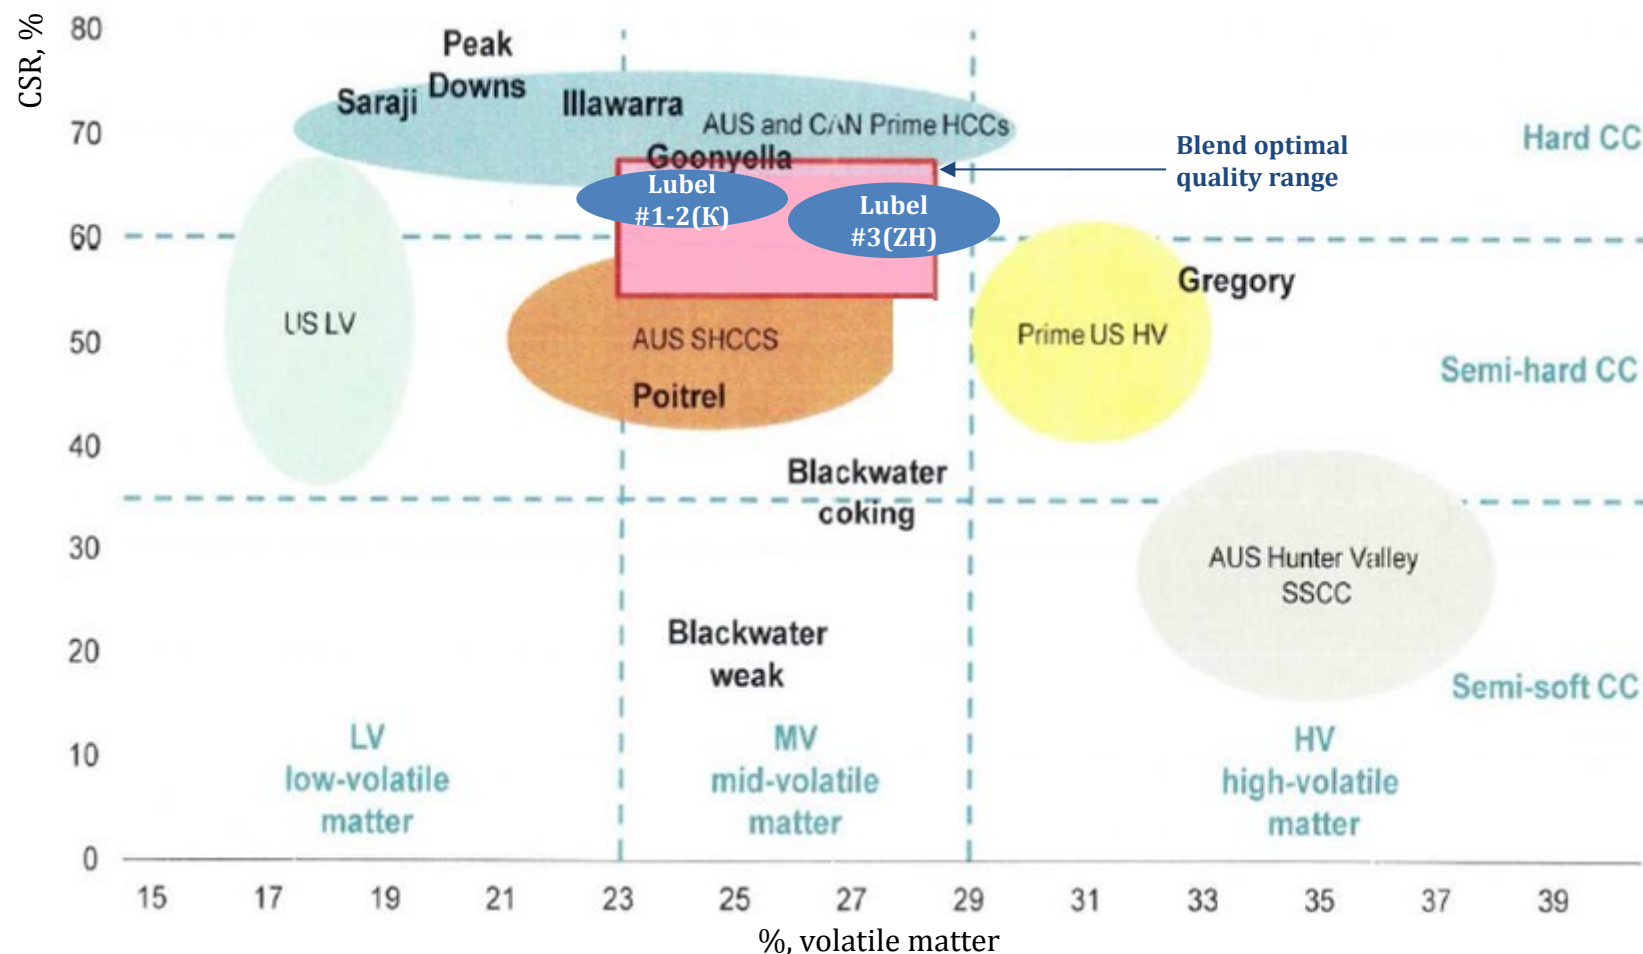 CSR, %
80
70
60
50
40
30
20
10
0
Peak
Downs
Saraji
Illawarra
AUS and CAN Prime HCCs
Goonyella
Lubel
#1-2(K)
Lubel
#3(ZH)
Blend optimal
quality range
Hard CC
US LV
AUS SHCCS
Poitrel
Gregory
Prime US HV
Semi-hard CC
Blackwater
coking
AUS Hunter Valley
SSCC
Blackwater
weak
Semi-soft CC
LV
low-volatile
matter
MV
mid-volatile
matter
HV
high-volatile
matter
15 17 19 21 23 25 27 29 31 33 35 37 39
%, volatile matter